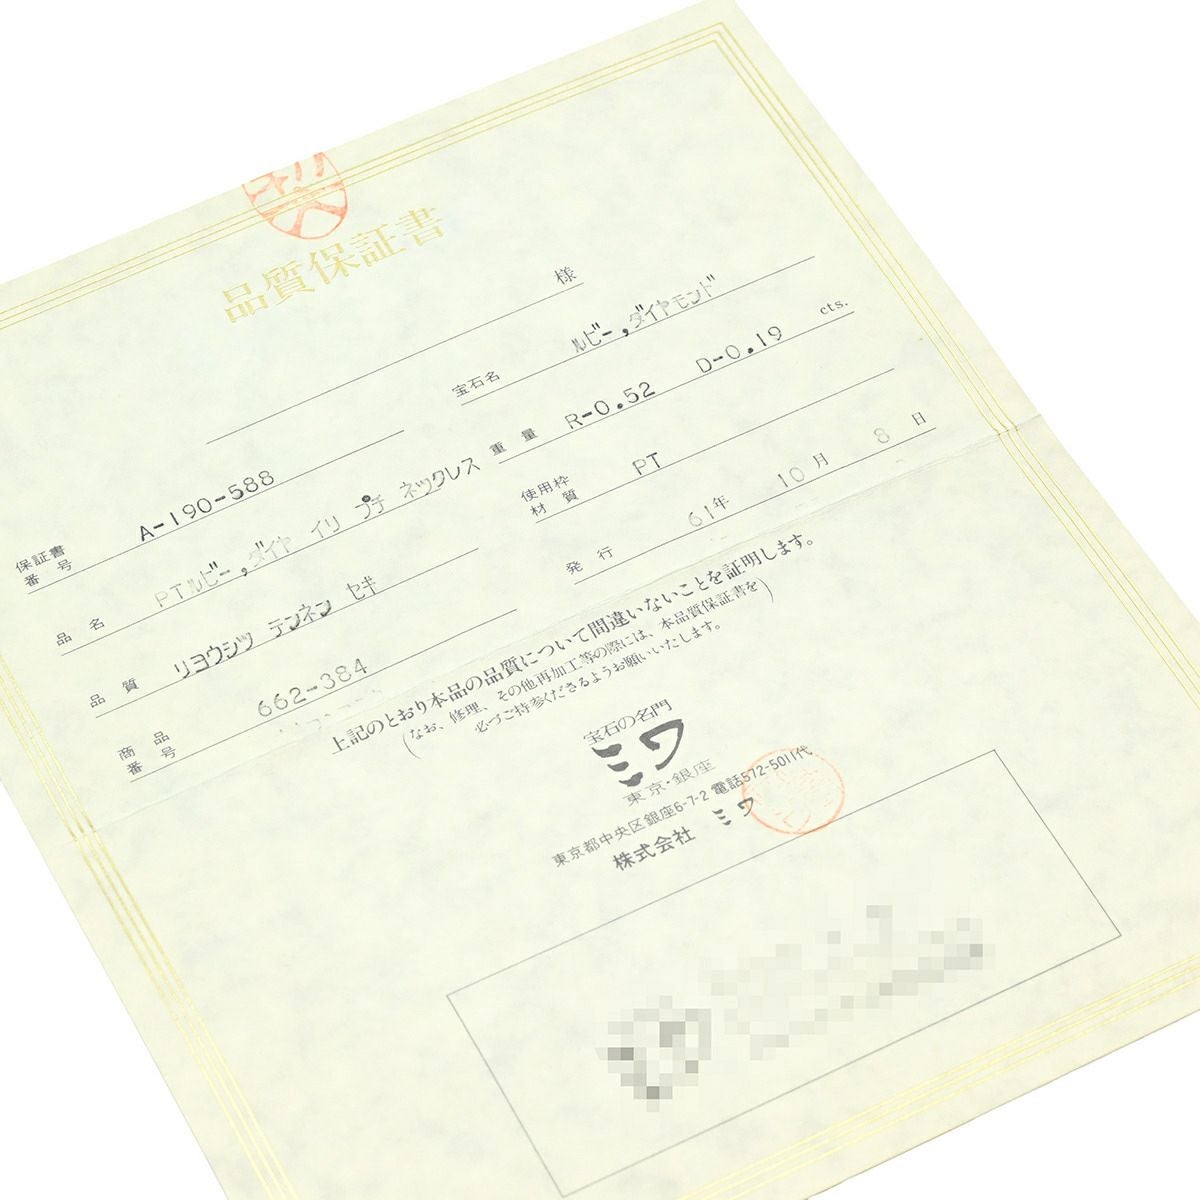 品質保証書
様
保証書番号 A-190-588
品名 PTルビー,ダイヤ イリ プチ ネックレス
品質 リヨウシツ テンネン セキ
商品番号 662-384
宝石名 ルビー,ダイヤモンド
重量 R-0.52 D-0.19 cts.
使用枠材質 PT
発行 61年 10月 8日
上記のとおり本品の品質について間違いないことを証明します。
(なお、修理、その他再加工等の際には、本品質保証書を
必づご持参くださるようお願いいたします。)
宝石の名門
ミワ
東京・銀座
東京都中央区銀座6-7-2 電話572-5011代
株式会社 ミワ